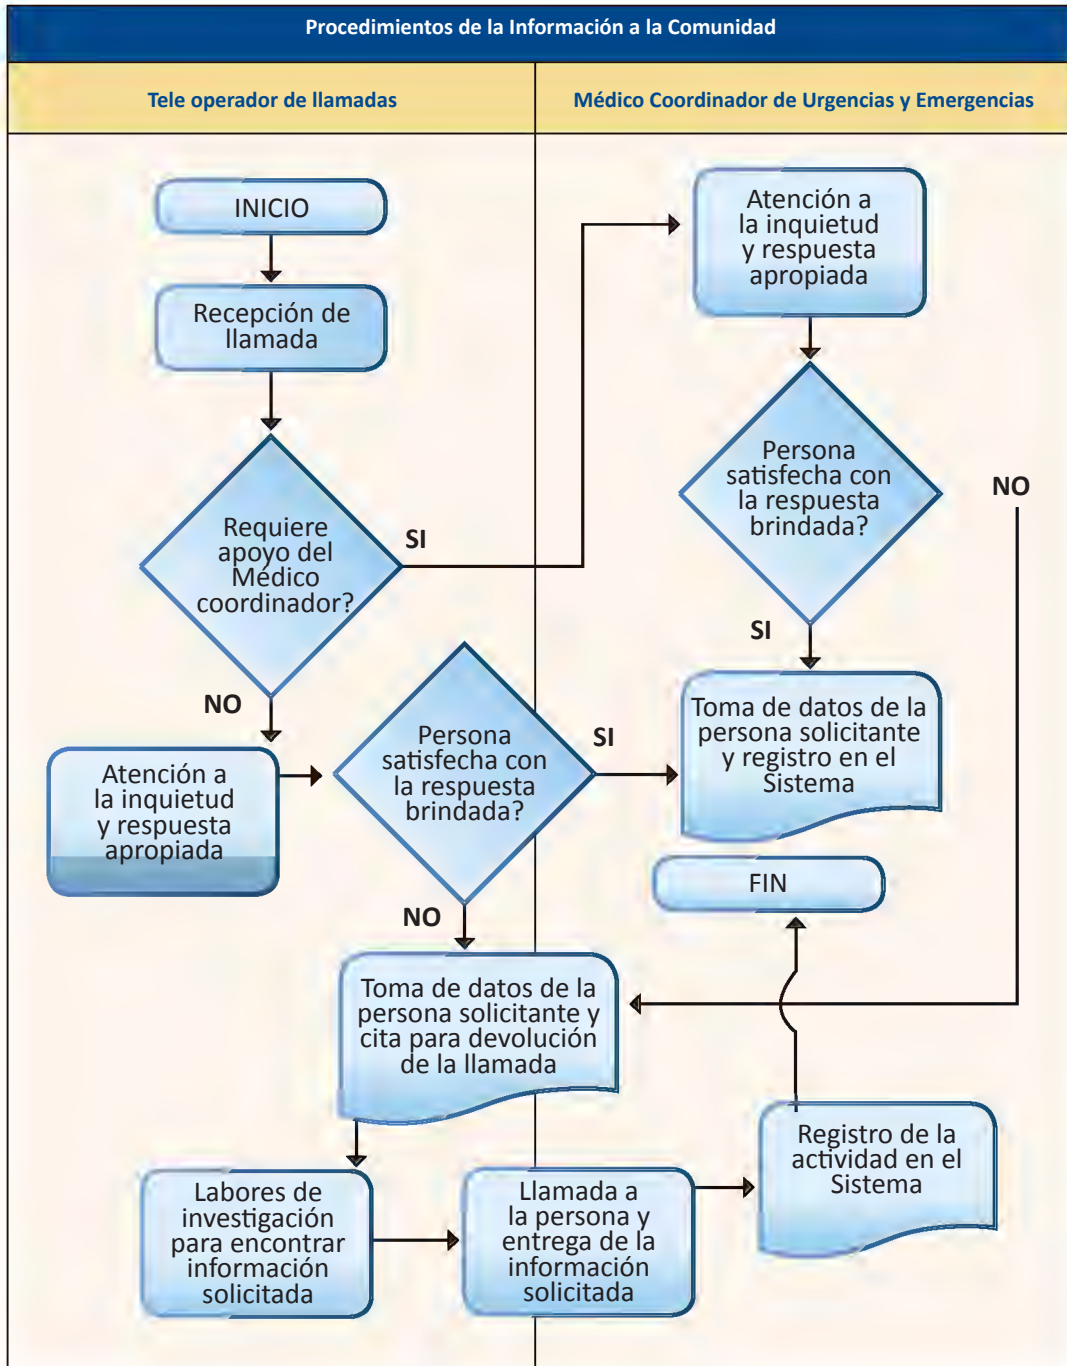 Procedimientos de la Información a la Comunidad
Tele operador de llamadas
Médico Coordinador de Urgencias y Emergencias
INICIO
Recepción de
llamada
Requiere
apoyo del
Médico
coordinador?
SI
NO
Atención a
la inquietud
y respuesta
apropiada
Persona
satisfecha con
la respuesta
brindada?
SI
NO
Atención a
la inquietud
y respuesta
apropiada
Persona
satisfecha con
la respuesta
brindada?
NO
SI
Toma de datos de la
persona solicitante
y registro en el
Sistema
FIN
Toma de datos de la
persona solicitante y
cita para devolución
de la llamada
Labores de
investigación
para encontrar
información
solicitada
Llamada a
la persona y
entrega de la
información
solicitada
Registro de la
actividad en el
Sistema